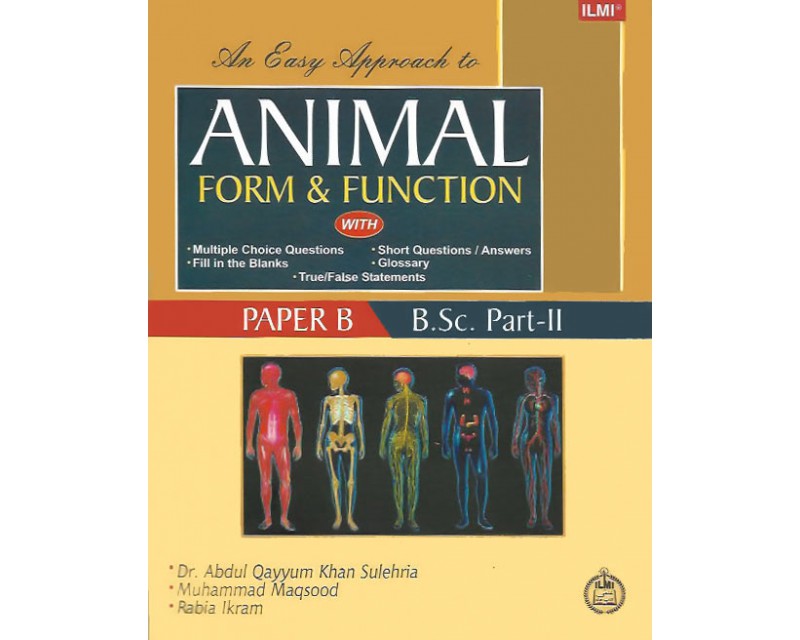 ILMI®
An Easy Approach to
ANIMAL
FORM & FUNCTION
WITH
• Multiple Choice Questions • Short Questions / Answers
• Fill in the Blanks • Glossary
• True/False Statements
PAPER B B.Sc. Part-II
• Dr. Abdul Qayyum Khan Sulehria
• Muhammad Maqsood
• Rabia Ikram
ILMI